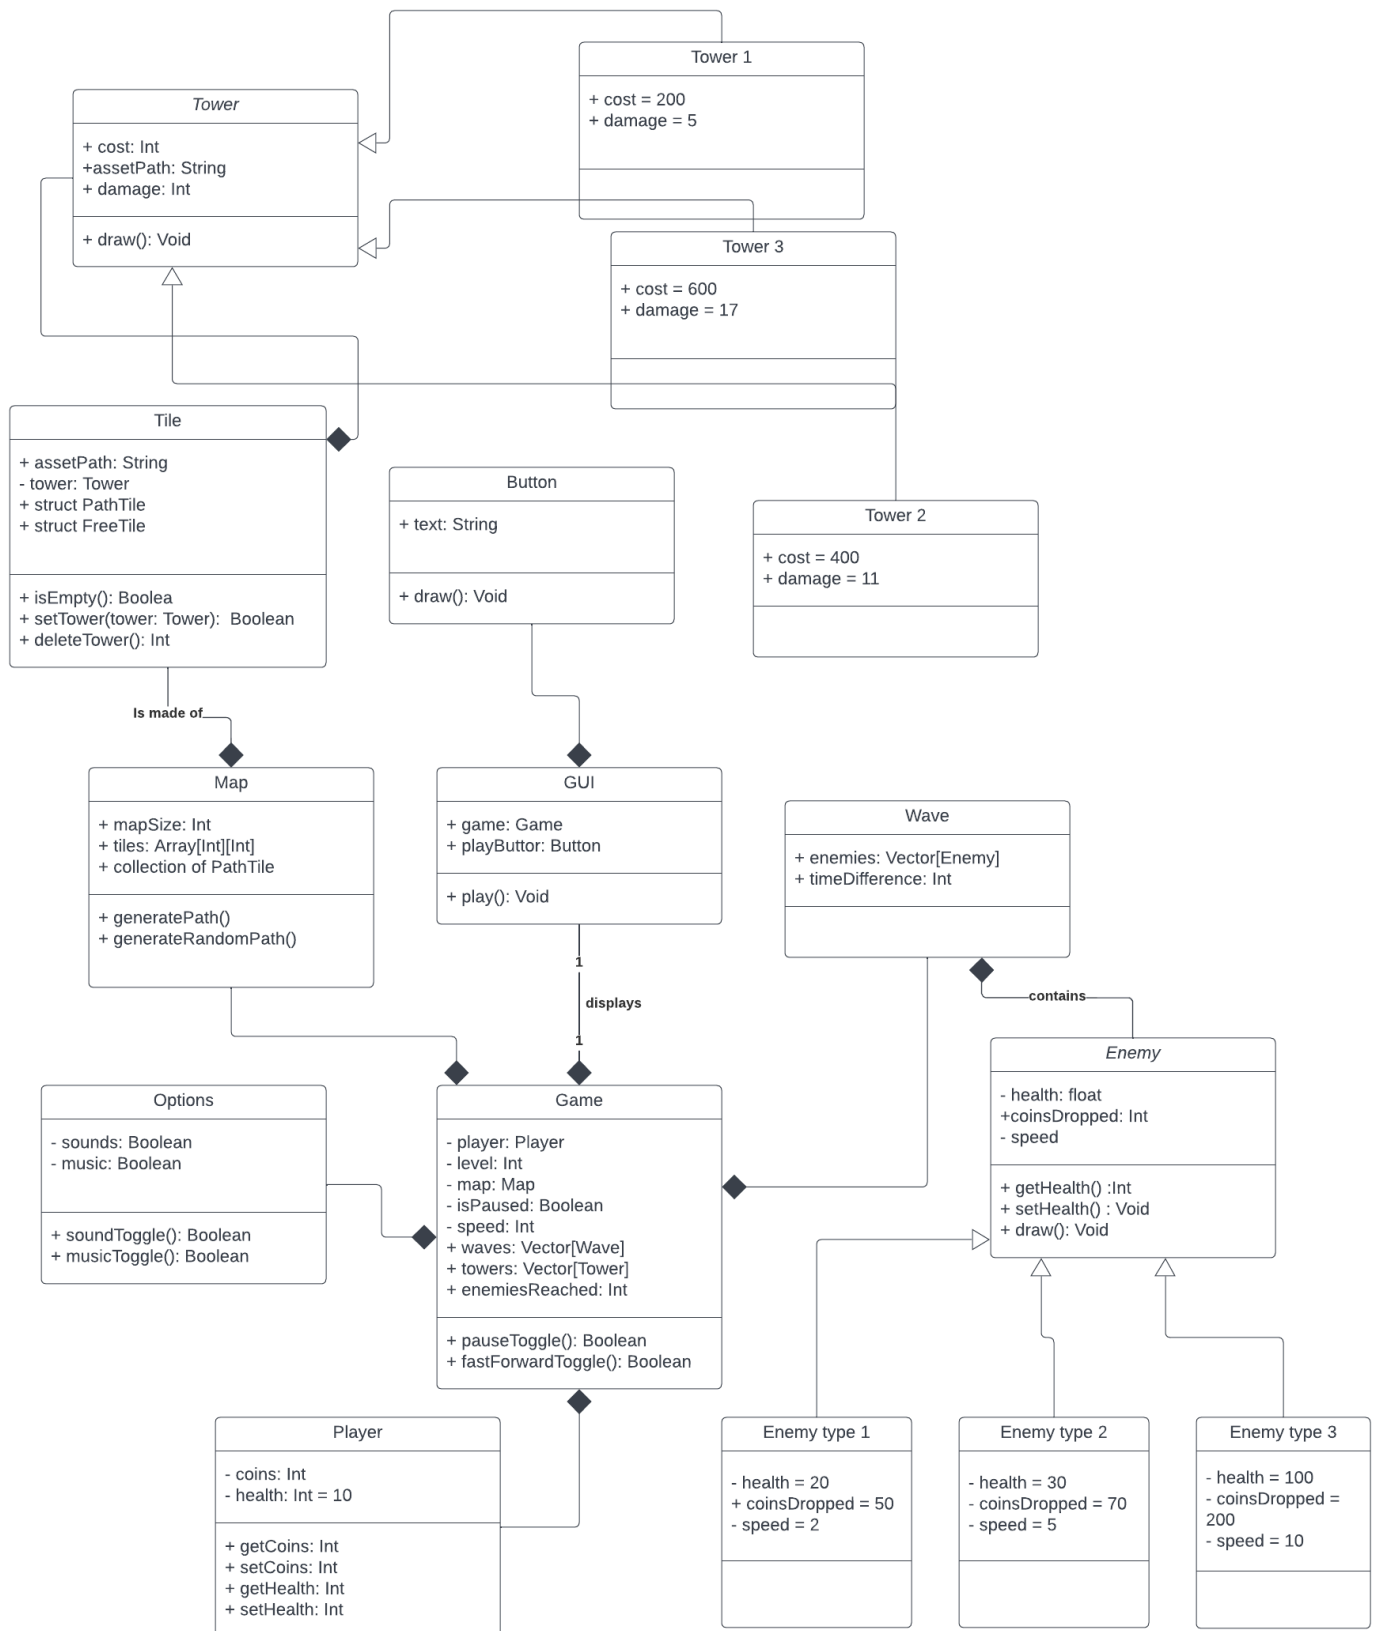 Tower 1
+ cost = 200
+ damage = 5
Tower
+ cost: Int
+assetPath: String
+ damage: Int
+ draw(): Void
Tower 3
+ cost = 600
+ damage = 17
Tile
+ assetPath: String
- tower: Tower
+ struct PathTile
+ struct FreeTile
+ isEmpty(): Boolea
+ setTower(tower: Tower):  Boolean
+ deleteTower(): Int
Button
+ text: String
+ draw(): Void
Tower 2
+ cost = 400
+ damage = 11
Is made of
Map
+ mapSize: Int
+ tiles: Array[Int][Int]
+ collection of PathTile
+ generatePath()
+ generateRandomPath()
GUI
+ game: Game
+ playButtor: Button
+ play(): Void
Wave
+ enemies: Vector[Enemy]
+ timeDifference: Int
1
displays
1
contains
Enemy
- health: float
+coinsDropped: Int
- speed
+ getHealth() :Int
+ setHealth() : Void
+ draw(): Void
Options
- sounds: Boolean
- music: Boolean
+ soundToggle(): Boolean
+ musicToggle(): Boolean
Game
- player: Player
- level: Int
- map: Map
- isPaused: Boolean
- speed: Int
+ waves: Vector[Wave]
+ towers: Vector[Tower]
+ enemiesReached: Int
+ pauseToggle(): Boolean
+ fastForwardToggle(): Boolean
Player
- coins: Int
- health: Int = 10
+ getCoins: Int
+ setCoins: Int
+ getHealth: Int
+ setHealth: Int
Enemy type 1
- health = 20
+ coinsDropped = 50
- speed = 2
Enemy type 2
- health = 30
- coinsDropped = 70
- speed = 5
Enemy type 3
- health = 100
- coinsDropped =
200
- speed = 10